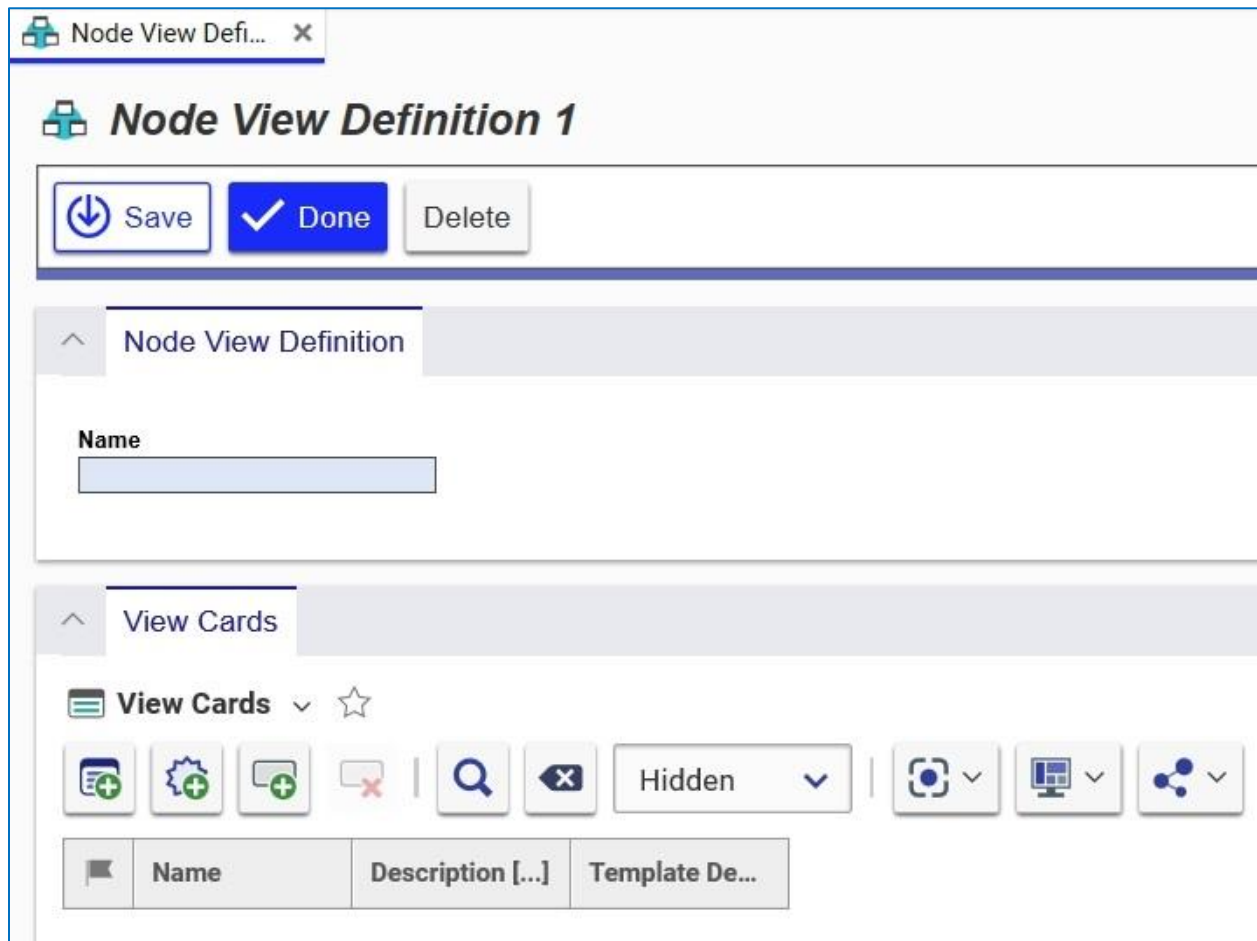 Node View Defi...
Node View Definition 1
Save Done Delete
Node View Definition
Name
View Cards
View Cards
Hidden
Name Description [...] Template De...